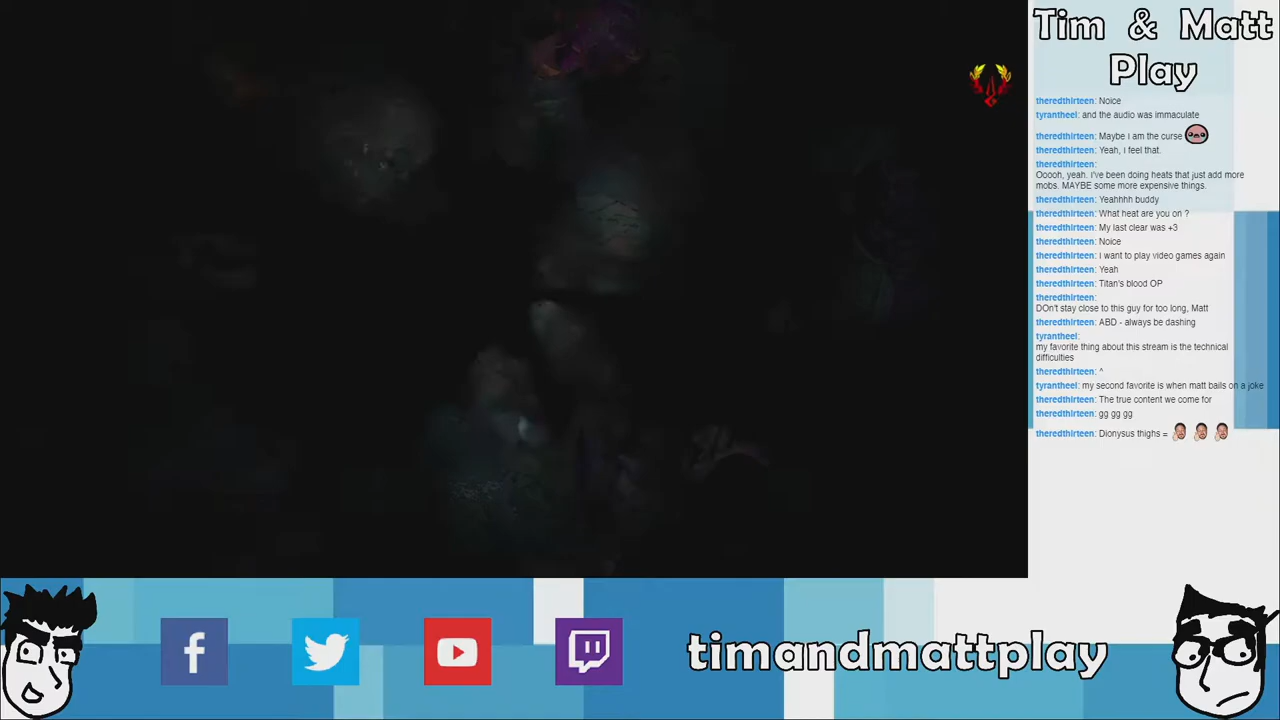 Tim & Matt
Play
theredthirteen: Noice
tyrantheel: and the audio was immaculate
theredthirteen: Maybe i am the curse
theredthirteen: Yeah, i feel that.
theredthirteen:
Ooooh, yeah. I've been doing heats that just add more
mobs. MAYBE some more expensive things.
theredthirteen: Yeahhhh buddy
theredthirteen: What heat are you on ?
theredthirteen: My last clear was +3
theredthirteen: Noice
theredthirteen: i want to play video games again
theredthirteen: Yeah
theredthirteen: Titan's blood OP
theredthirteen:
DOn't stay close to this guy for too long, Matt
theredthirteen: ABD - always be dashing
tyrantheel:
my favorite thing about this stream is the technical
difficulties
theredthirteen: ^
tyrantheel: my second favorite is when matt bails on a joke
theredthirteen: The true content we come for
theredthirteen: gg gg gg
theredthirteen: Dionysus thighs =
timandmattplay